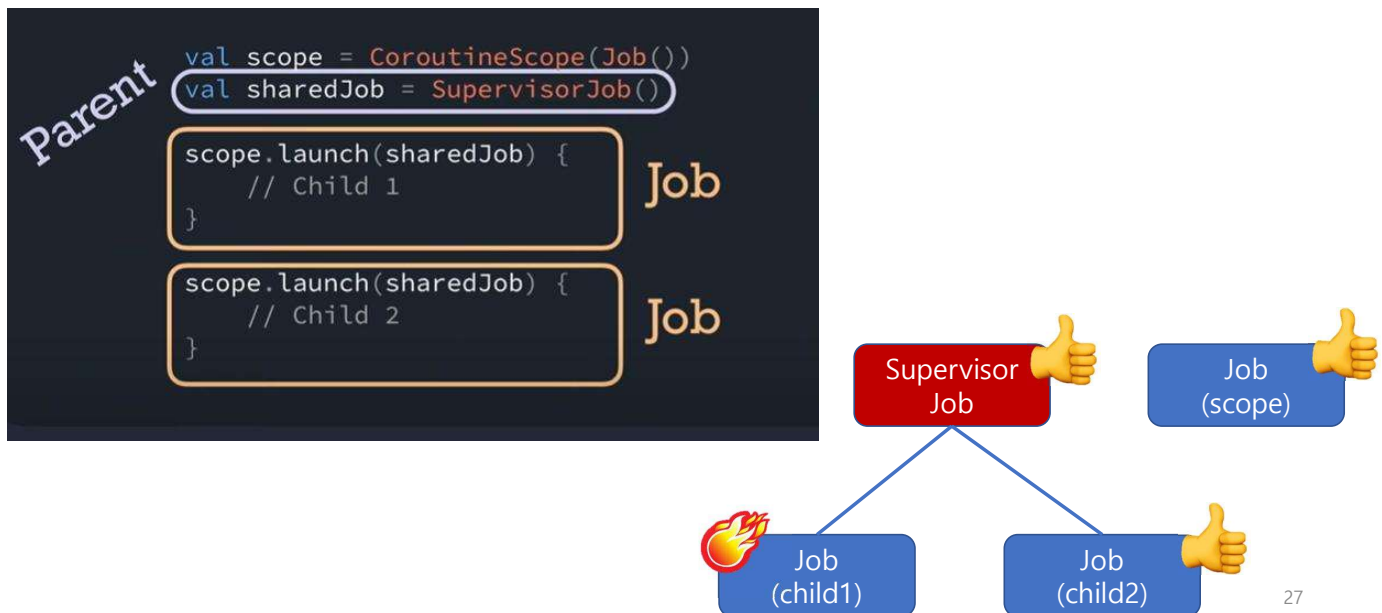 Parent
val scope = CoroutineScope(Job())
val sharedJob = SupervisorJob()
scope.launch(sharedJob) {
// Child 1
}
Job
scope.launch(sharedJob) {
// Child 2
}
Job
Supervisor
Job
Job
(scope)
Job
(child1)
Job
(child2)
27